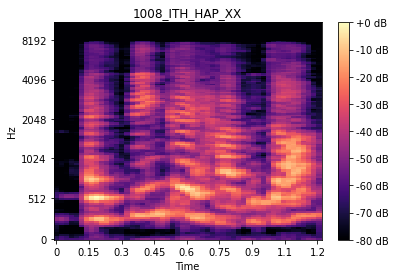 1008_ITH_HAP_XX
Hz
8192
4096
2048
1024
512
0
0 0.15 0.3 0.45 0.6 0.75 0.9 1.1 1.2
Time
+0 dB
-10 dB
-20 dB
-30 dB
-40 dB
-50 dB
-60 dB
-70 dB
-80 dB